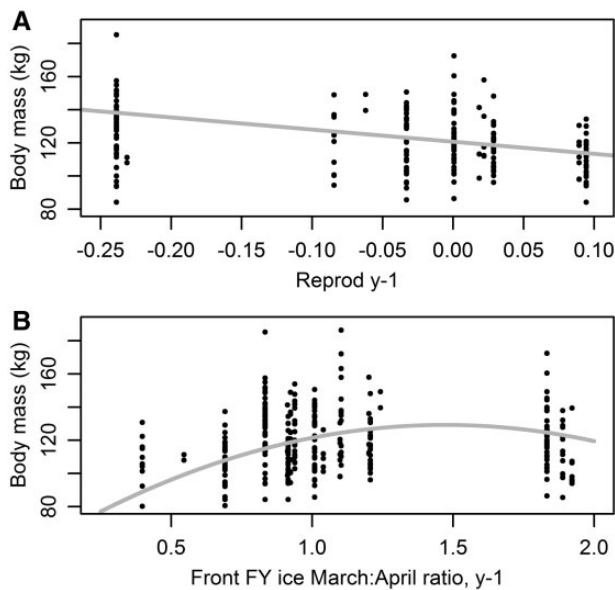 A
Body mass (kg)
160
120
80
-0.25 -0.20 -0.15 -0.10 -0.05 0.00 0.05 0.10
Reprod y-1
B
Body mass (kg)
160
120
80
0.5 1.0 1.5 2.0
Front FY ice March:April ratio, y-1